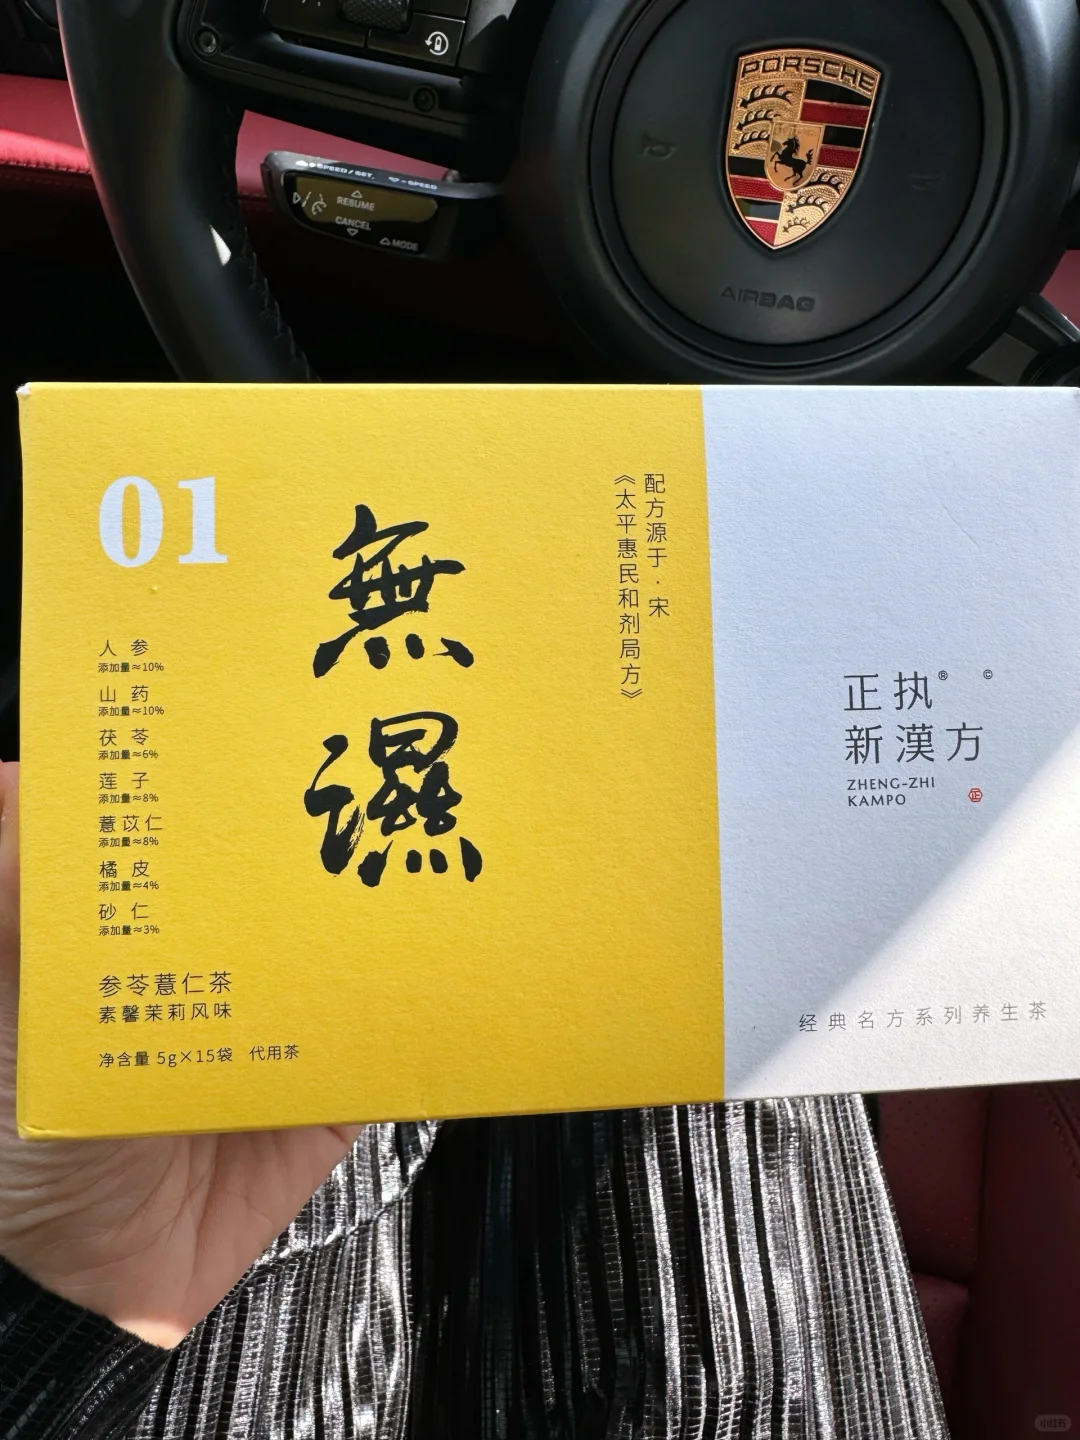 PORSCHE
AIRBAG
RESUME
CANCEL
MODE
01
無濕
配方源于·宋
《太平惠民和剂局方》
人参
添加量≈10%
山药
添加量≈10%
茯苓
添加量≈6%
莲子
添加量≈8%
薏苡仁
添加量≈8%
橘皮
添加量≈4%
砂仁
添加量≈3%
参苓薏仁茶
素馨茉莉风味
净含量 5g×15袋 代用茶
正执® ©
新漢方
ZHENG-ZHI
KAMPO
正
经典名方系列养生茶
小红书